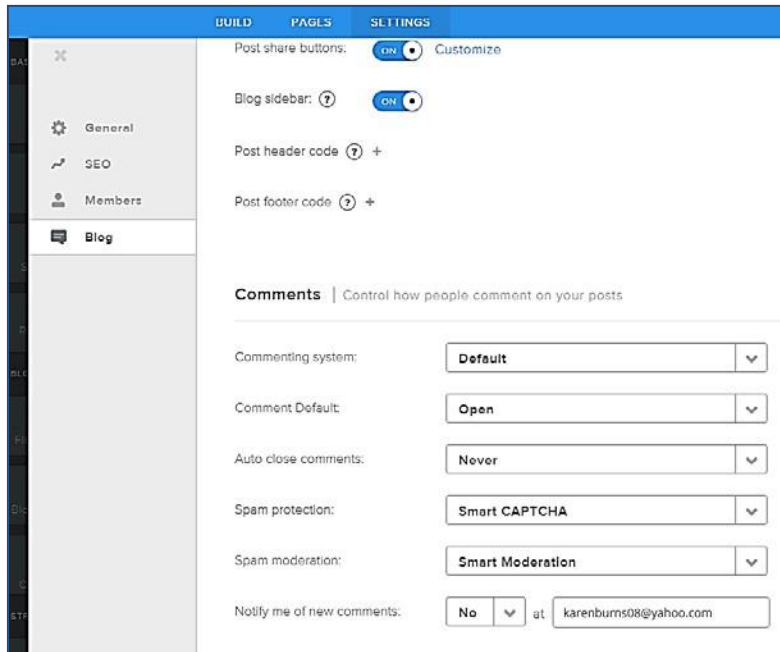 BUILD PAGES SETTINGS
Post share buttons: ON Customize
Blog sidebar: ? ON
General
Post header code ? +
SEO
Members
Post footer code ? +
Blog
Comments | Control how people comment on your posts
Commenting system: Default
Comment Default: Open
Auto close comments: Never
Spam protection: Smart CAPTCHA
Spam moderation: Smart Moderation
Notify me of new comments: No at karenburns08@yahoo.com